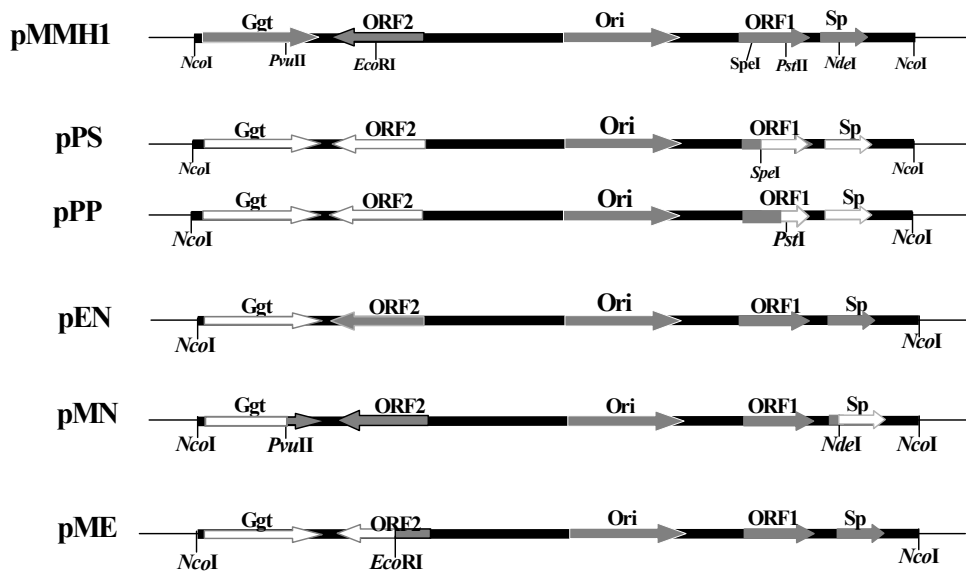 pMMH1 Ggt ORF2 Ori ORF1 Sp
NcoI PvuII EcoRI SpeI PstII NdeI NcoI
pPS Ggt ORF2 Ori ORF1 Sp
NcoI SpeI NcoI
pPP Ggt ORF2 Ori ORF1 Sp
NcoI PstI NcoI
pEN Ggt ORF2 Ori ORF1 Sp
NcoI NcoI
pMN Ggt ORF2 Ori ORF1 Sp
NcoI PvuII NdeI NcoI
pME Ggt ORF2 Ori ORF1 Sp
NcoI EcoRI NcoI